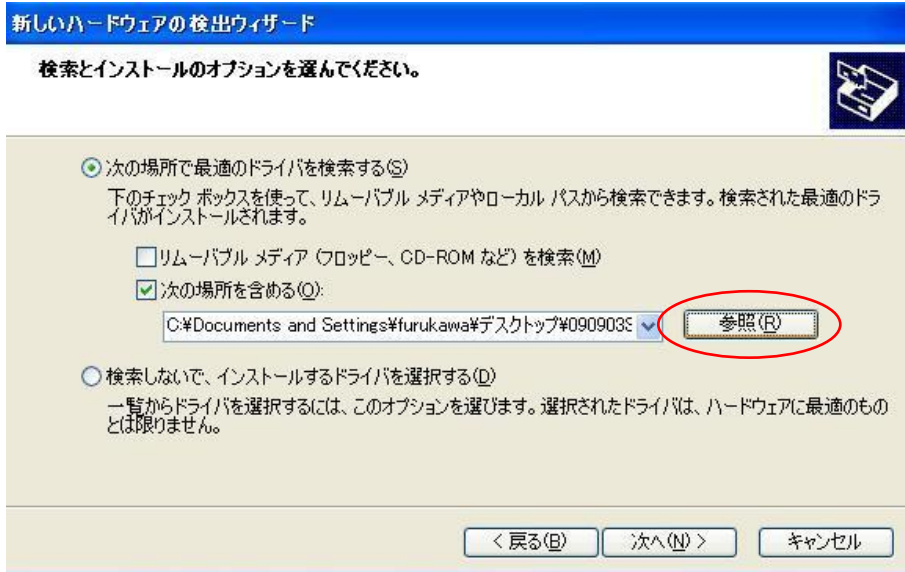 新しいハードウェアの検出ウィザード
検索とインストールのオプションを選んでください。
次の場所で最適のドライバを検索する(S)
下のチェック ボックスを使って、リムーバブル メディアやローカル パスから検索できます。検索された最適のドラ
イバがインストールされます。
リムーバブル メディア (フロッピー、CD-ROM など) を検索(M)
次の場所を含める(O):
C:¥Documents and Settings¥furukawa¥デスクトップ¥090903S
参照(R)
検索しないで、インストールするドライバを選択する(D)
一覧からドライバを選択するには、このオプションを選びます。選択されたドライバは、ハードウェアに最適のもの
とは限りません。
< 戻る(B)
次へ(N) >
キャンセル